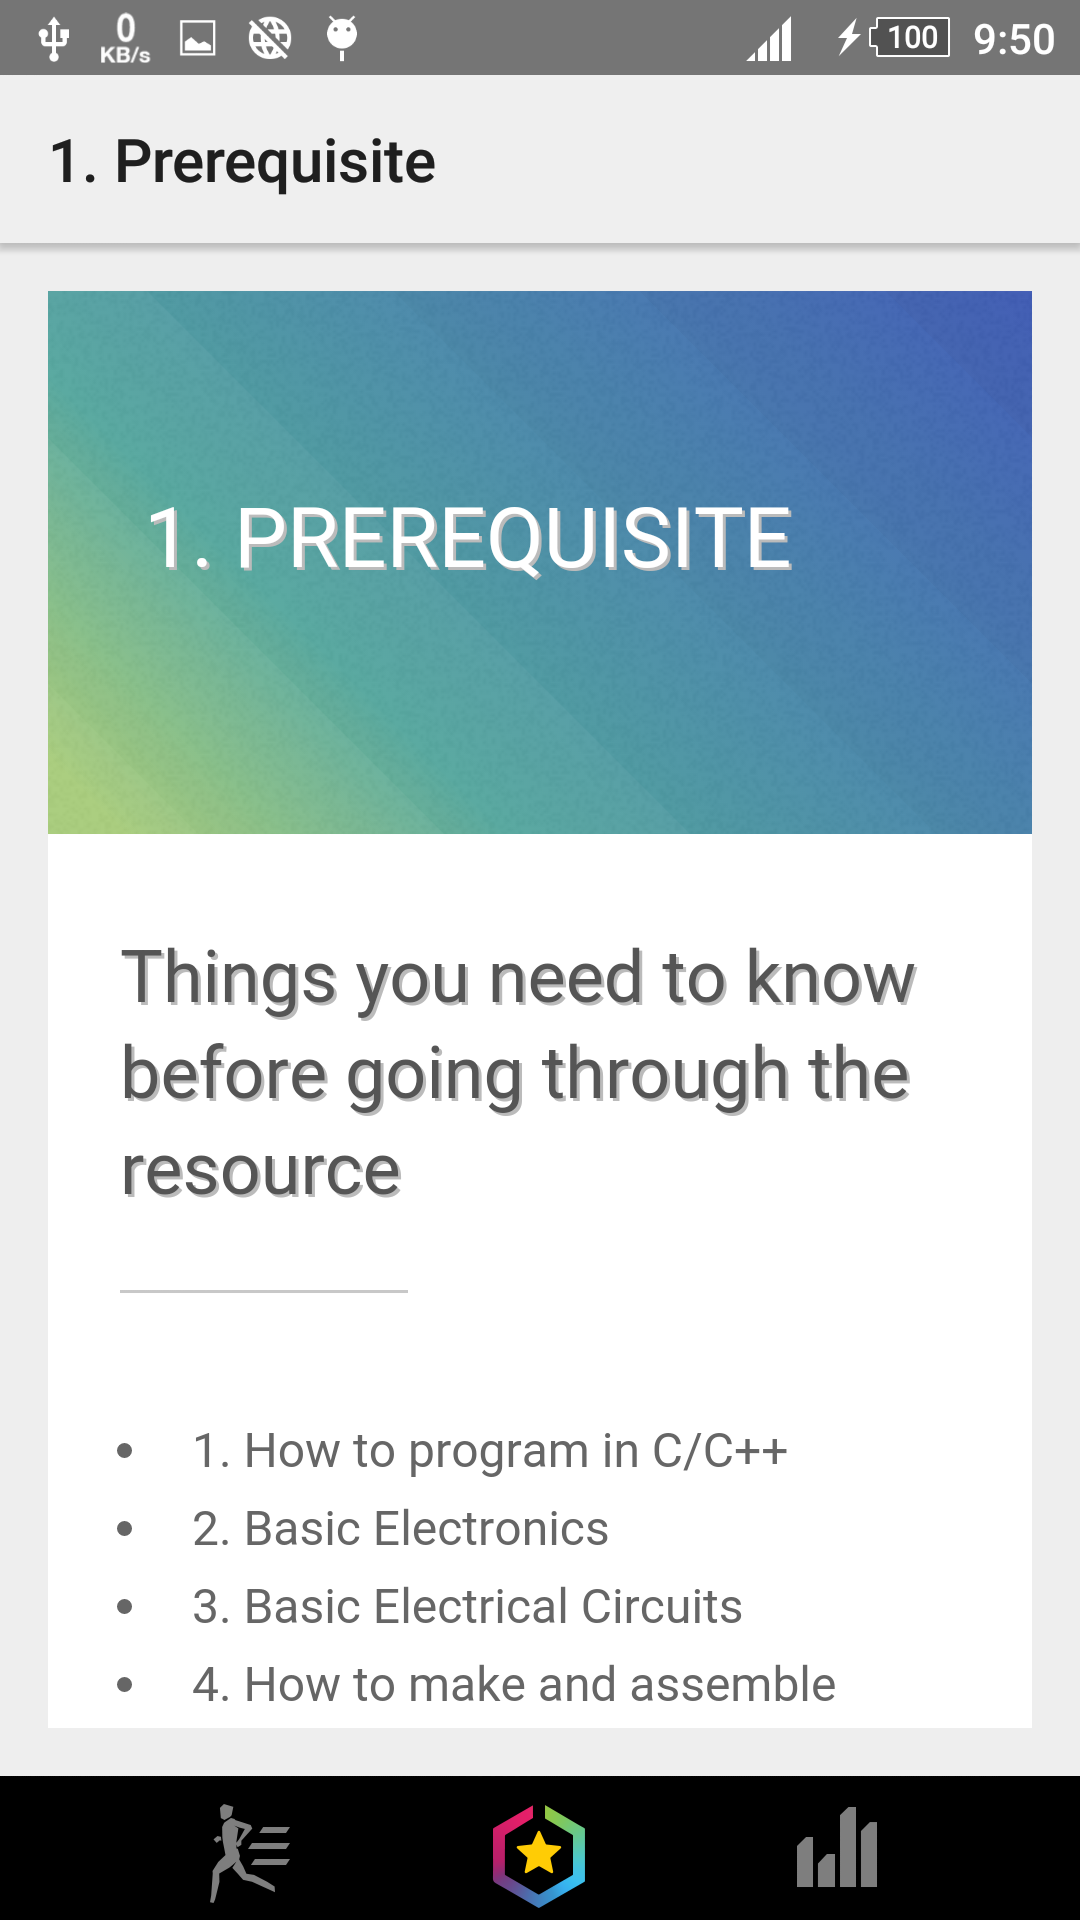 0
KB/s
100
9:50
1. Prerequisite
1. PREREQUISITE
Things you need to know
before going through the
resource
• 1. How to program in C/C++
• 2. Basic Electronics
• 3. Basic Electrical Circuits
• 4. How to make and assemble